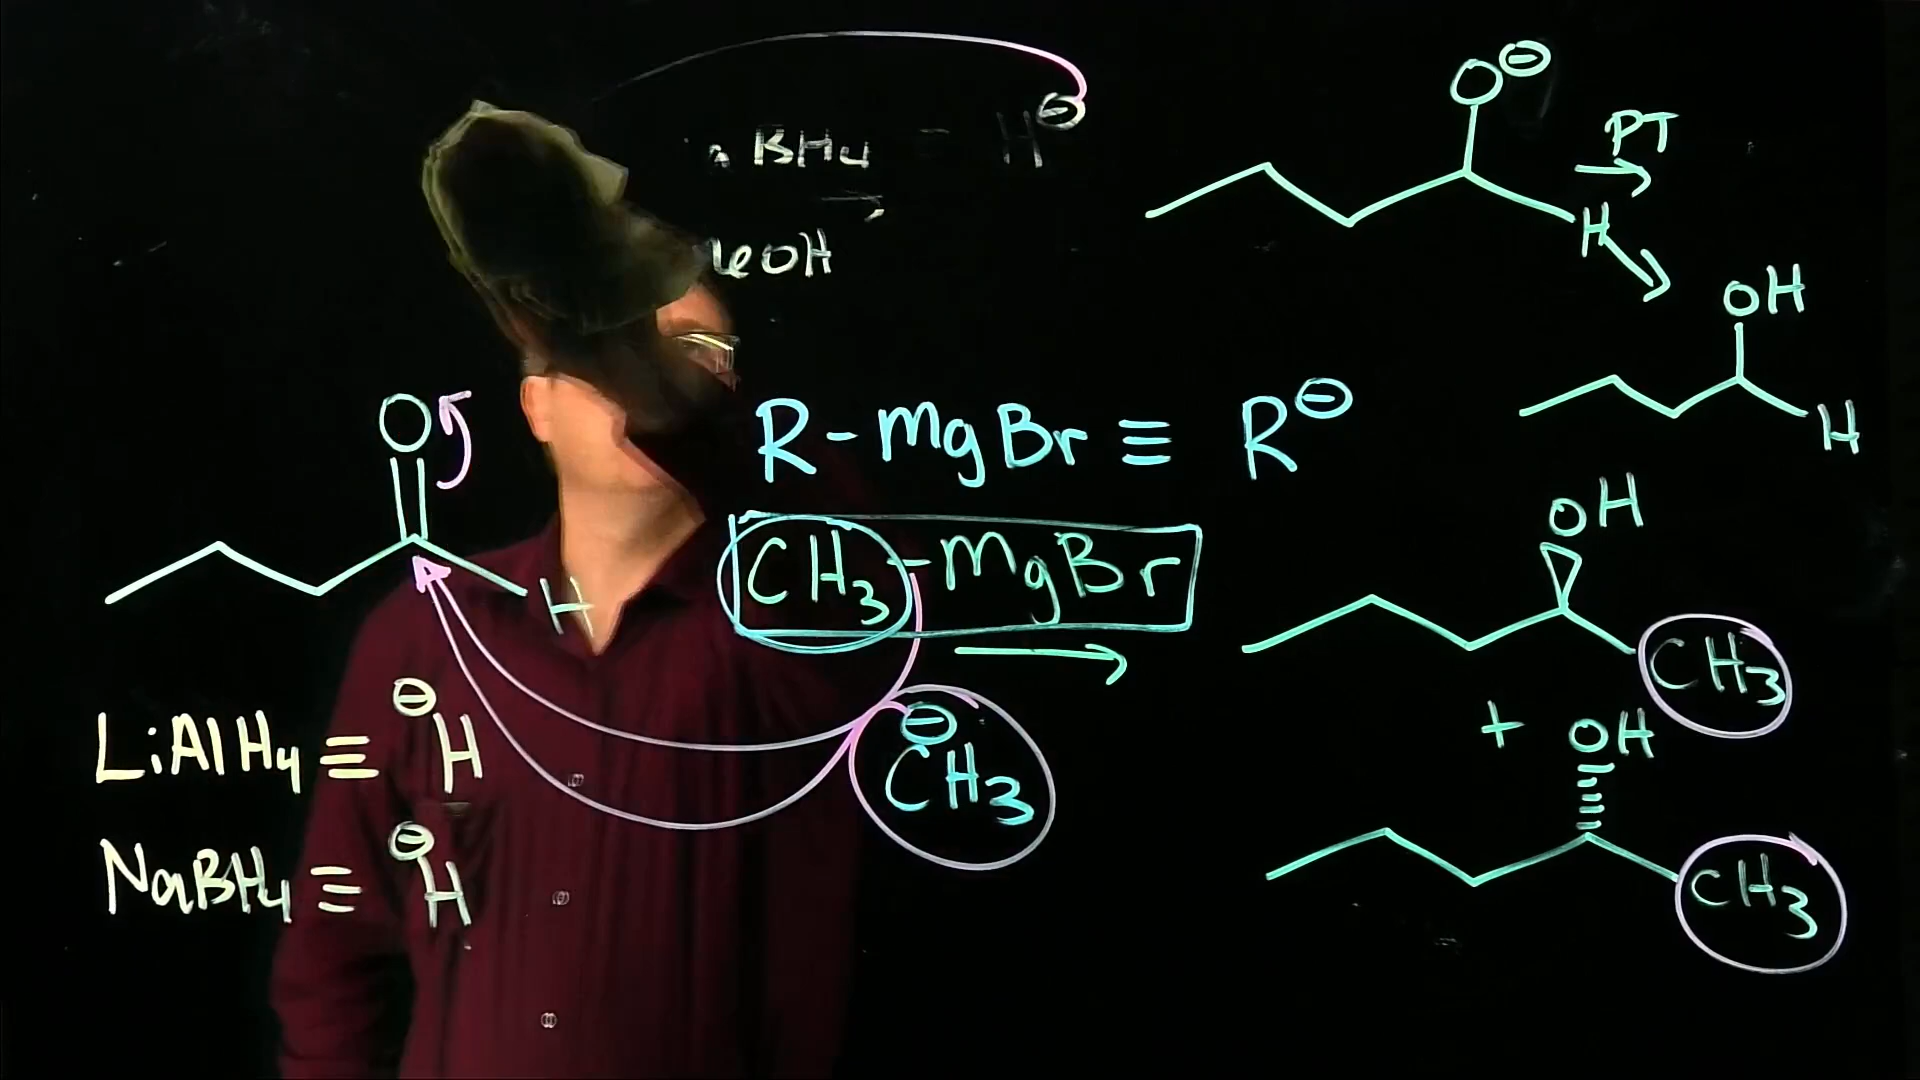 BH4 = H⊖
eOH
O⊖
PT
H
OH
H
O
H
R-MgBr ≡ R⊖
CH3-MgBr
⊖CH3
OH
CH3
+
OH
CH3
LiAlH4 ≡ ⊖H
NaBH4 ≡ ⊖H